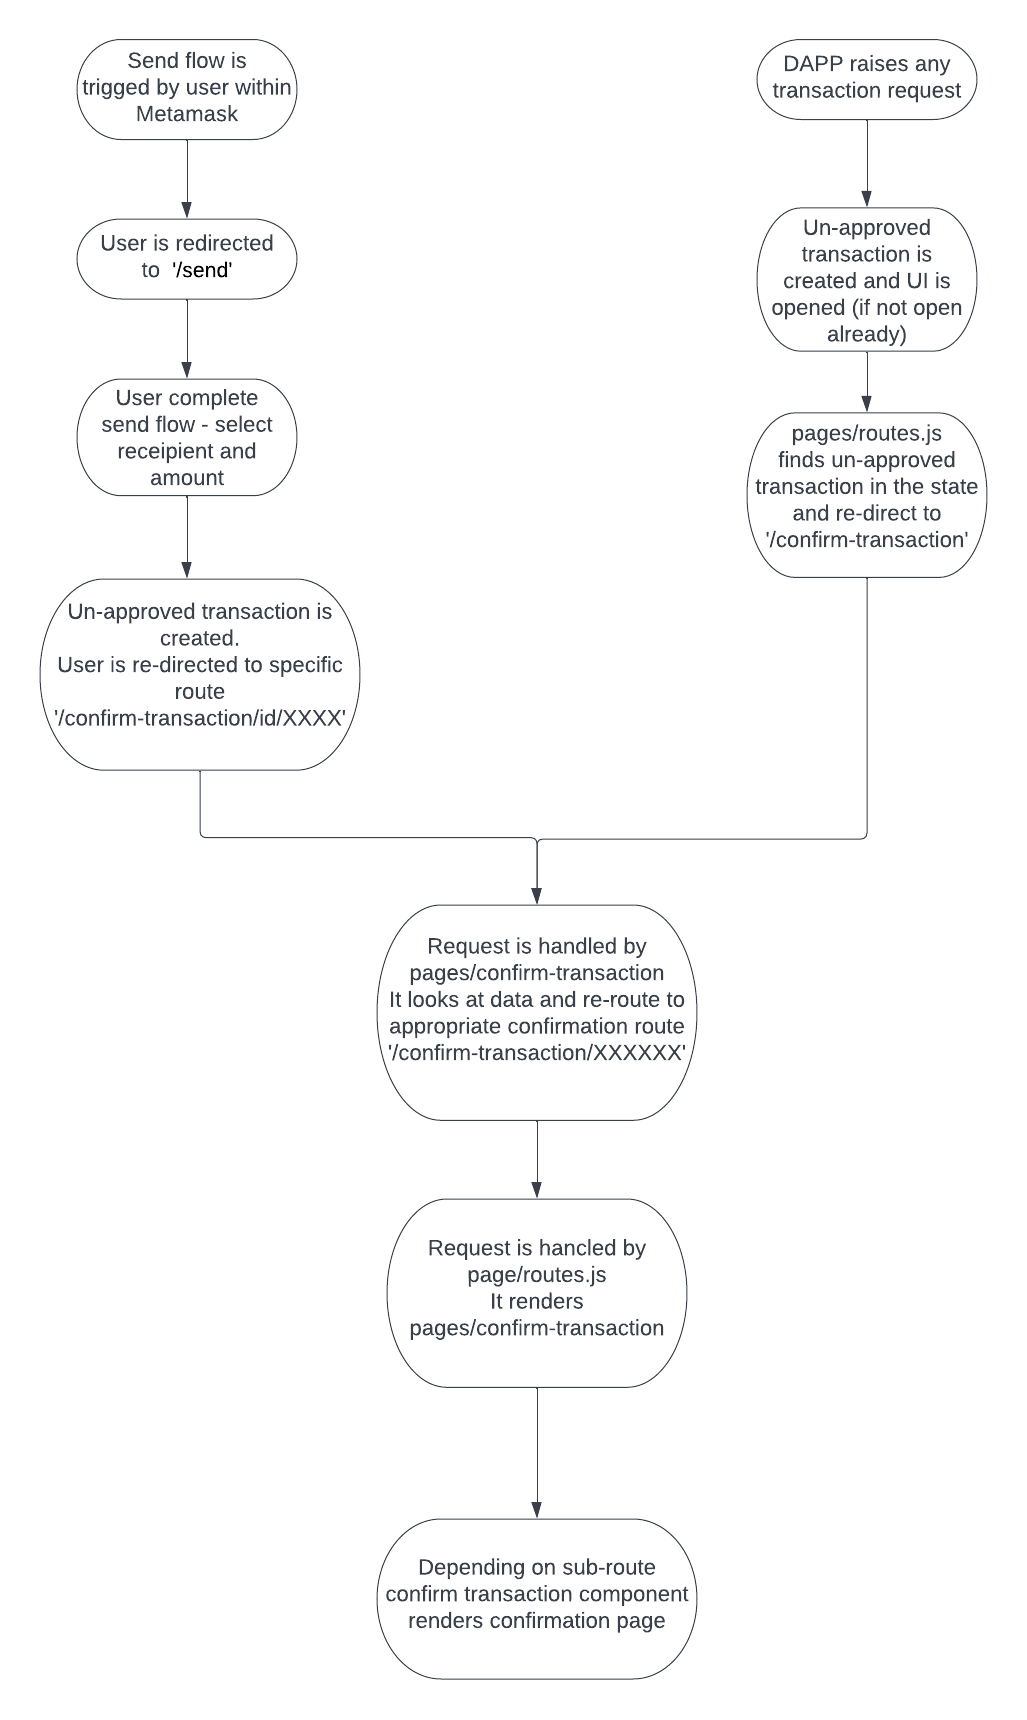 Send flow is
trigged by user within
Metamask
User is redirected
to '/send'
User complete
send flow - select
receipient and
amount
Un-approved transaction is
created.
User is re-directed to specific
route
'/confirm-transaction/id/XXXX'
DAPP raises any
transaction request
Un-approved
transaction is
created and UI is
opened (if not open
already)
pages/routes.js
finds un-approved
transaction in the state
and re-direct to
'/confirm-transaction'
Request is handled by
pages/confirm-transaction
It looks at data and re-route to
appropriate confirmation route
'/confirm-transaction/XXXXXX'
Request is hancled by
page/routes.js
It renders
pages/confirm-transaction
Depending on sub-route
confirm transaction component
renders confirmation page